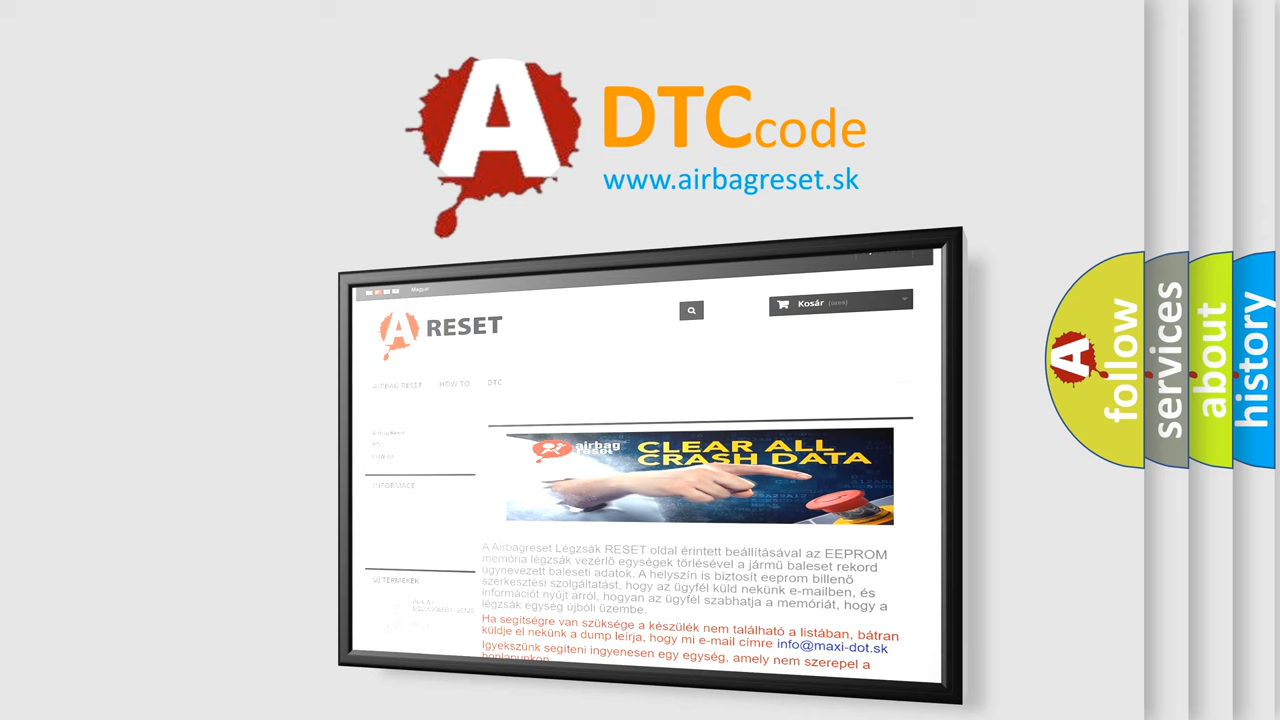 A
DTCcode
www.airbagreset.sk
Magyar
A RESET
Kosár (üres)
AIRBAG RESET HOW TO DTC
airbag
reset
CLEAR ALL
CRASH DATA
INFORMACE
A Airbagreset Légzsák RESET oldal érintett beállításával az EEPROM
memória légzsák vezérlő egységek törlésével a jármű baleset rekord
úgynevezett baleseti adatok. A helyszín is biztosít eeprom billenő
szerkesztési szolgáltatást, hogy az ügyfél küld nekünk e-mailben, és
információt nyújt arról, hogyan az ügyfél szabhatja a memóriát, hogy a
légzsák egység újbóli üzembe.
ÚJ TERMÉKEK
Ha segítségre van szüksége a készülék nem található a listában, bátran
küldje el nekünk a dump leírja, hogy mi e-mail címre info@maxi-dot.sk
Igyekszünk segíteni ingyenesen egy egység, amely nem szerepel a
honlapunkon
A
follow
services
about
history